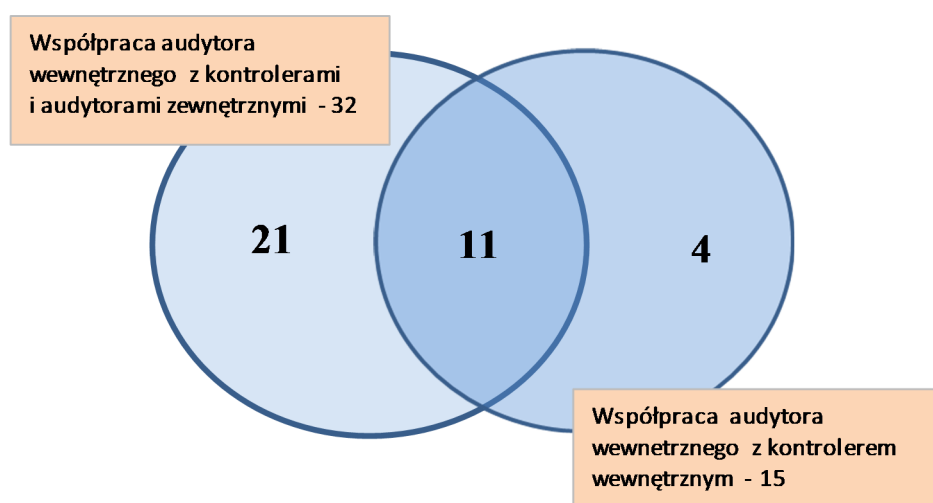 Współpraca audytora
wewnętrznego z kontrolerami
i audytorami zewnętrznymi - 32
21
11
4
Współpraca audytora
wewnetrznego z kontrolerem
wewnętrznym - 15